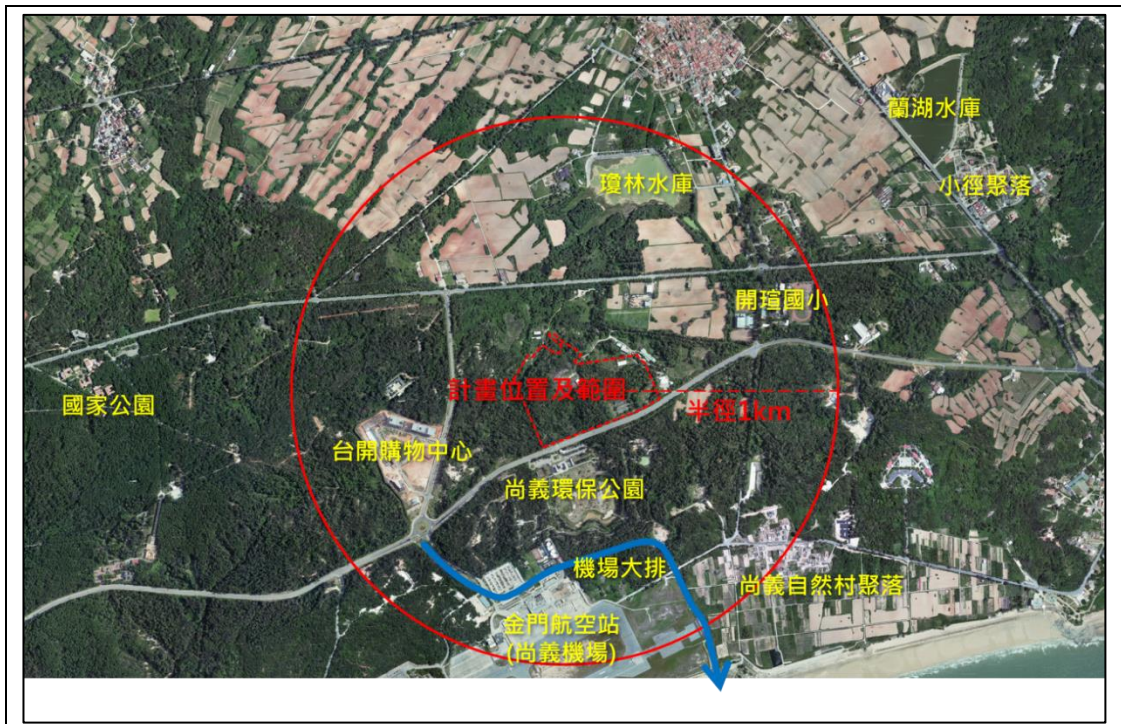 蘭湖水庫
瓊林水庫
小徑聚落
開瑄國小
計畫位置及範圍
國家公園
半徑1km
台開購物中心
尚義環保公園
機場大排
尚義自然村聚落
金門航空站
(尚義機場)